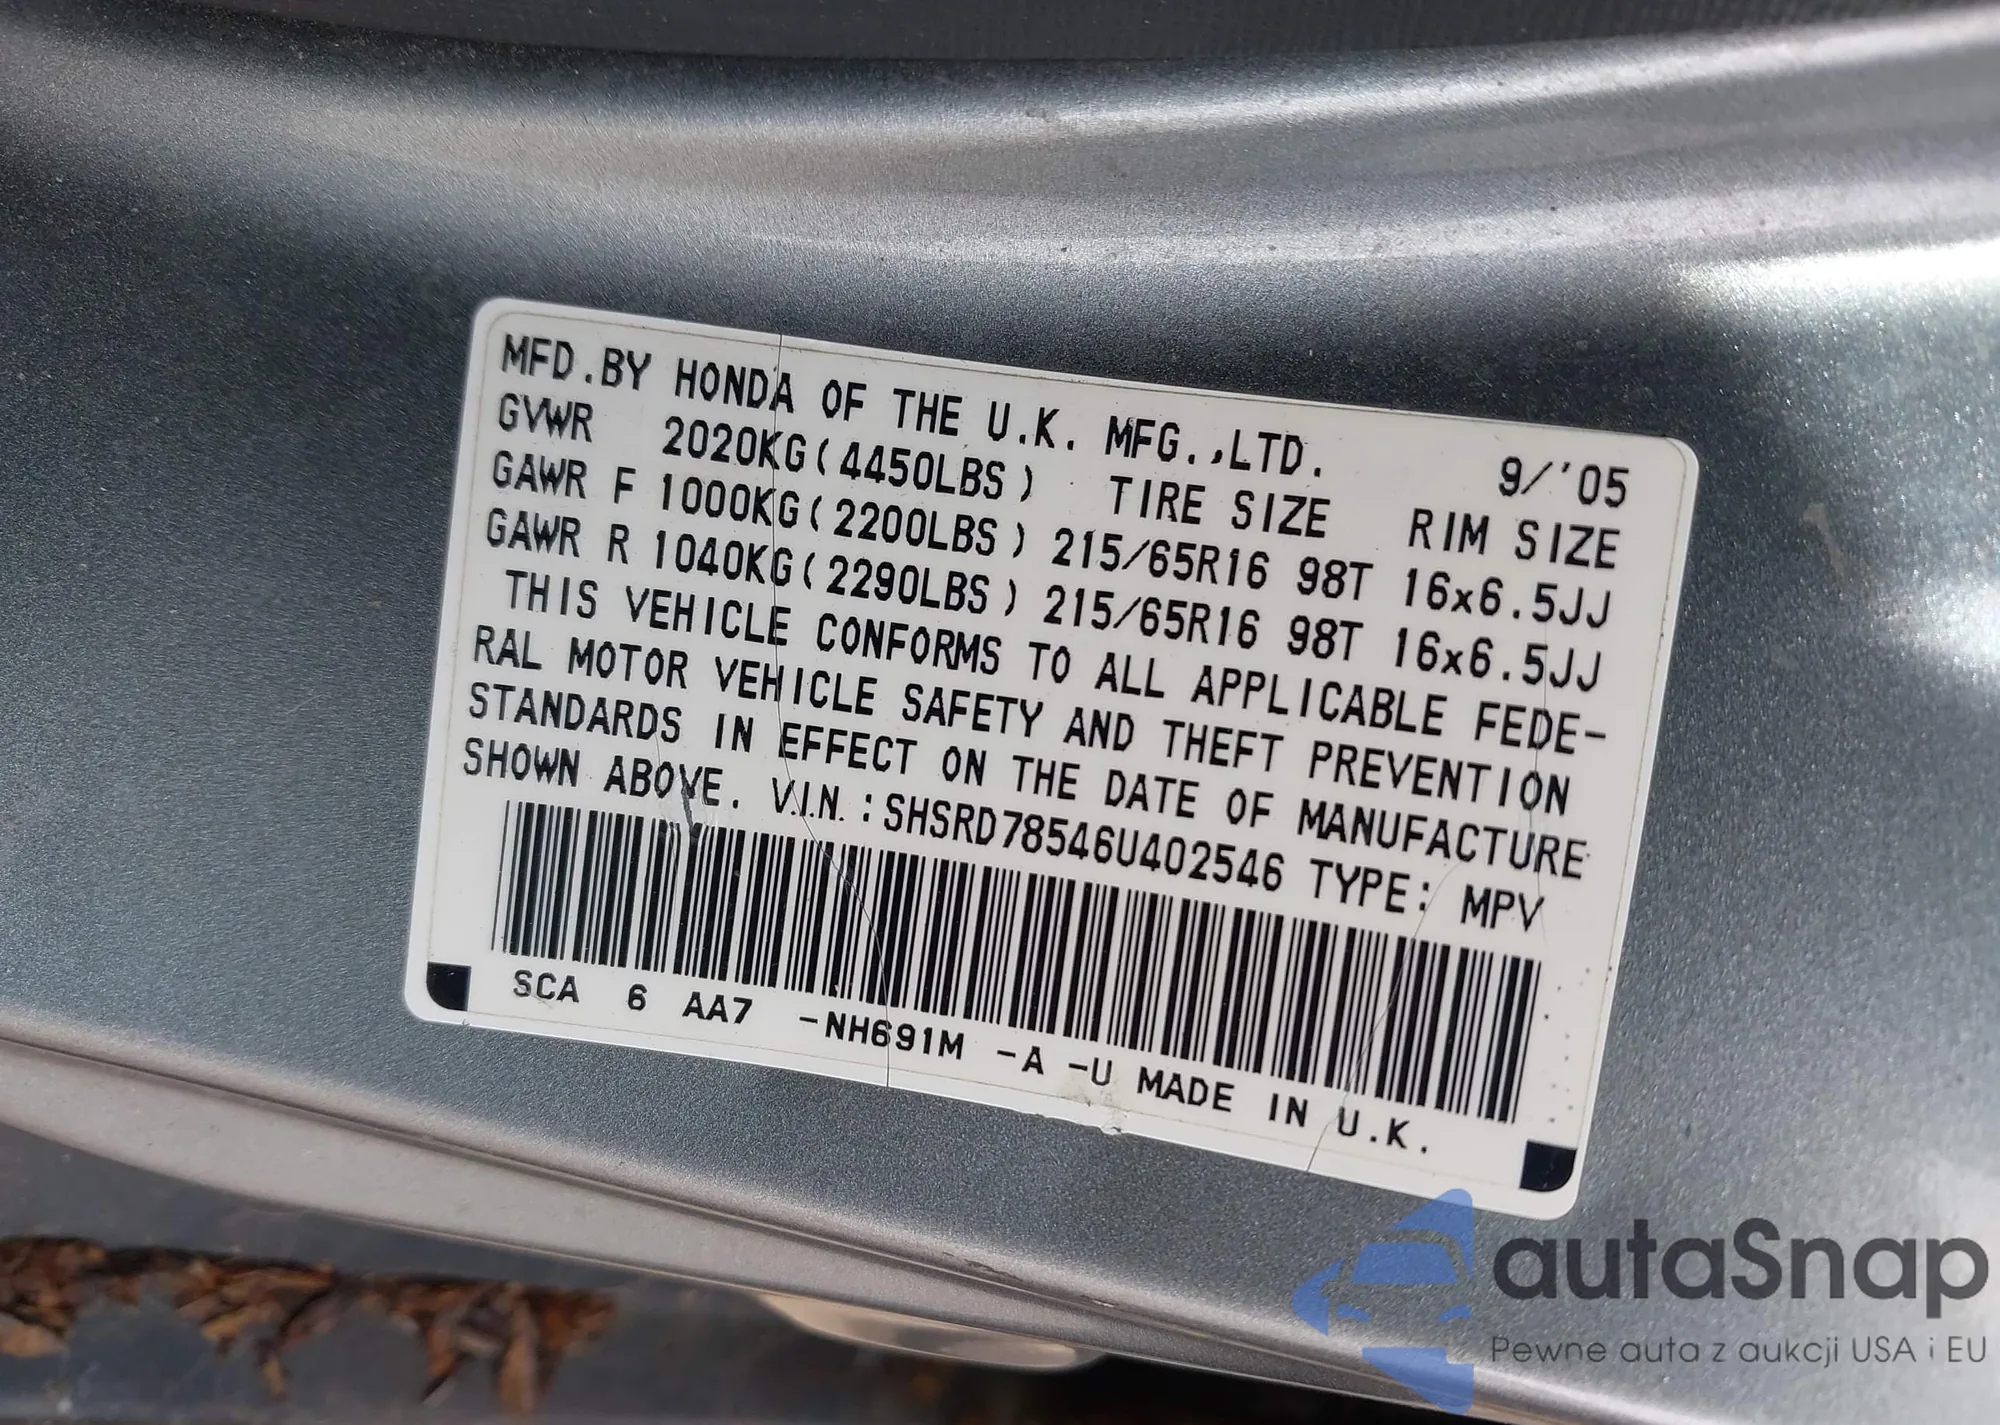 MFD.BY HONDA OF THE U.K. MFG.,LTD. 9/'05
GVWR 2020KG(4450LBS) TIRE SIZE RIM SIZE
GAWR F 1000KG(2200LBS) 215/65R16 98T 16x6.5JJ
GAWR R 1040KG(2290LBS) 215/65R16 98T 16x6.5JJ
THIS VEHICLE CONFORMS TO ALL APPLICABLE FEDE-
RAL MOTOR VEHICLE SAFETY AND THEFT PREVENTION
STANDARDS IN EFFECT ON THE DATE OF MANUFACTURE
SHOWN ABOVE. V.I.N.:SHSRD78546U402546 TYPE: MPV
SCA 6 AA7 -NH691M -A -U MADE IN U.K.
autaSnap
Pewne auta z aukcji USA i EU